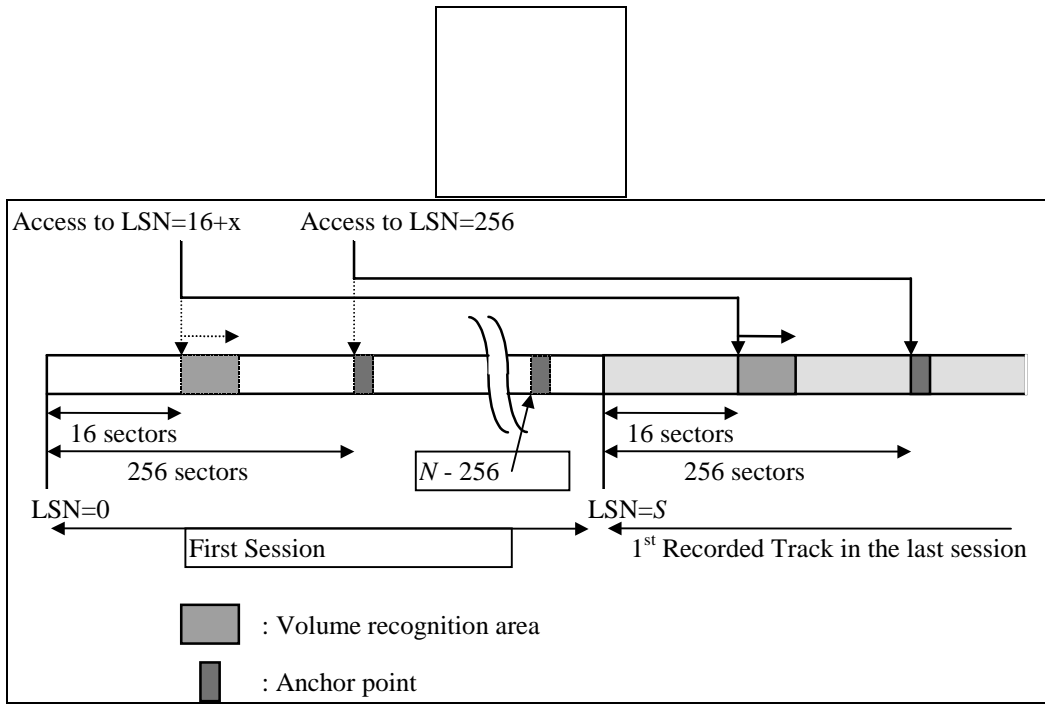 Access to LSN=16+x
Access to LSN=256
16 sectors
256 sectors
N - 256
16 sectors
256 sectors
LSN=0
LSN=S
First Session
1st Recorded Track in the last session
: Volume recognition area
: Anchor point